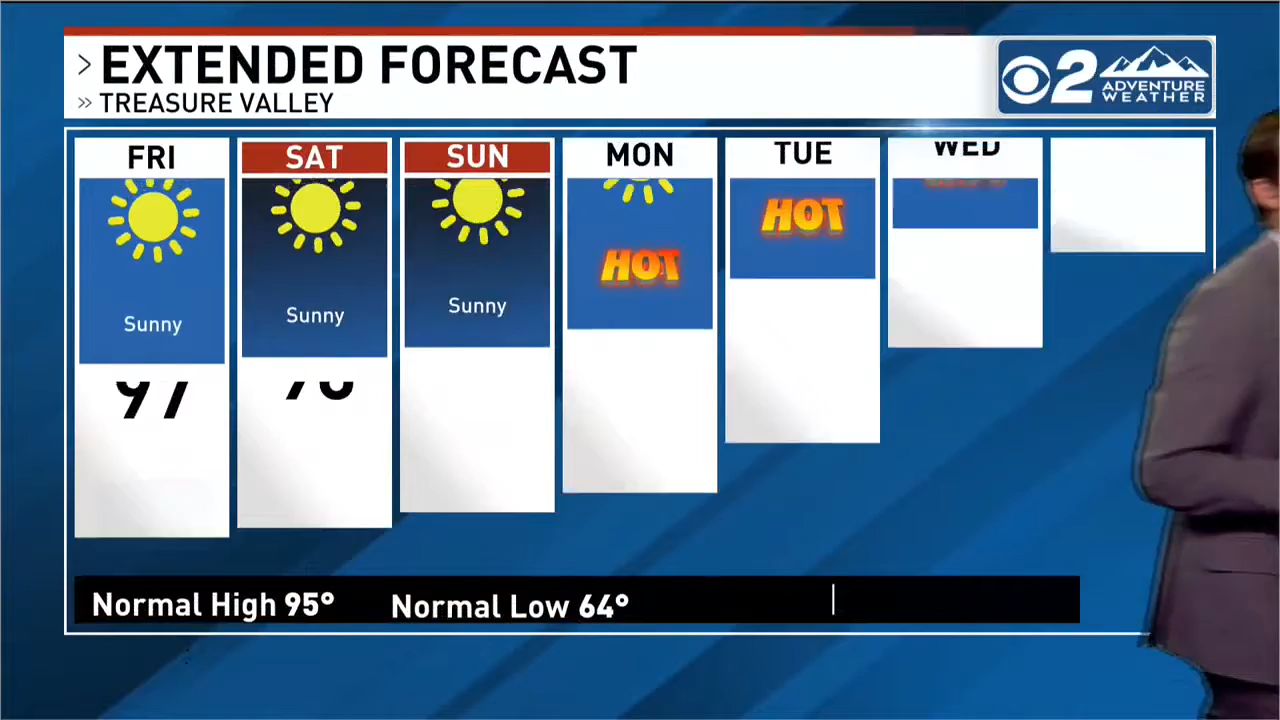 > EXTENDED FORECAST
» TREASURE VALLEY
2 ADVENTURE
WEATHER
FRI SAT SUN MON TUE WED
HOT HOT
Sunny Sunny Sunny
97
Normal High 95° Normal Low 64°